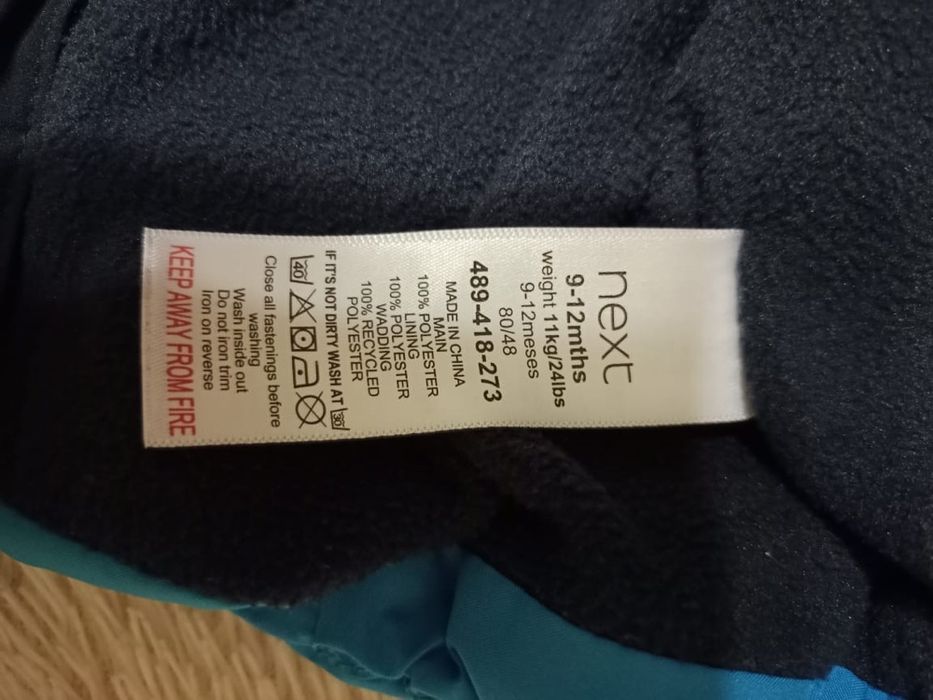 next
9-12mths
weight 11kg/24lbs
9-12meses
80/48
489-418-273
MADE IN CHINA
MAIN
100% POLYESTER
LINING
100% POLYESTER
WADDING
100% RECYCLED
POLYESTER
IF IT'S NOT DIRTY WASH AT 30
40
Close all fastenings before
washing
Wash inside out
Do not iron trim
Iron on reverse
KEEP AWAY FROM FIRE